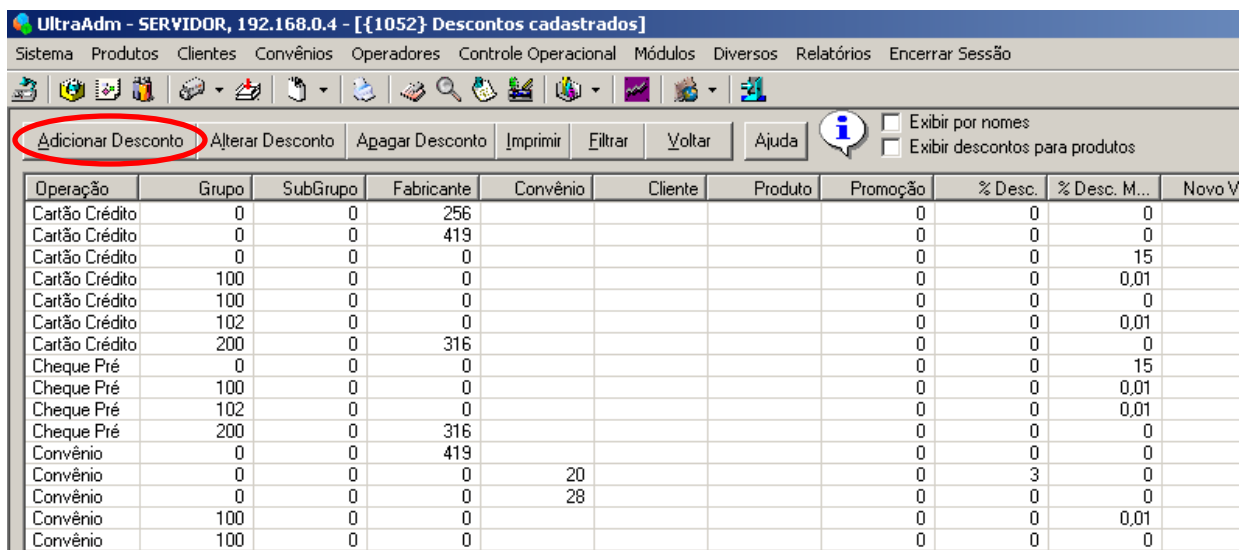 UltraAdm - SERVIDOR, 192.168.0.4 - [{1052} Descontos cadastrados]
Sistema Produtos Clientes Convênios Operadores Controle Operacional Módulos Diversos Relatórios Encerrar Sessão
Adicionar Desconto Alterar Desconto Apagar Desconto Imprimir Filtrar Voltar Ajuda Exibir por nomes
Exibir descontos para produtos
Operação Grupo SubGrupo Fabricante Convênio Cliente Produto Promoção % Desc. % Desc. M... Novo V
Cartão Crédito 0 0 256 0 0 0
Cartão Crédito 0 0 419 0 0 0
Cartão Crédito 0 0 0 0 0 15
Cartão Crédito 100 0 0 0 0 0,01
Cartão Crédito 100 0 0 0 0 0
Cartão Crédito 102 0 0 0 0 0,01
Cartão Crédito 200 0 316 0 0 0
Cheque Pré 0 0 0 0 0 15
Cheque Pré 100 0 0 0 0 0,01
Cheque Pré 102 0 0 0 0 0,01
Cheque Pré 200 0 316 0 0 0
Convênio 0 0 419 0 0 0
Convênio 0 0 0 20 0 3 0
Convênio 0 0 0 28 0 0 0
Convênio 100 0 0 0 0 0,01
Convênio 100 0 0 0 0 0